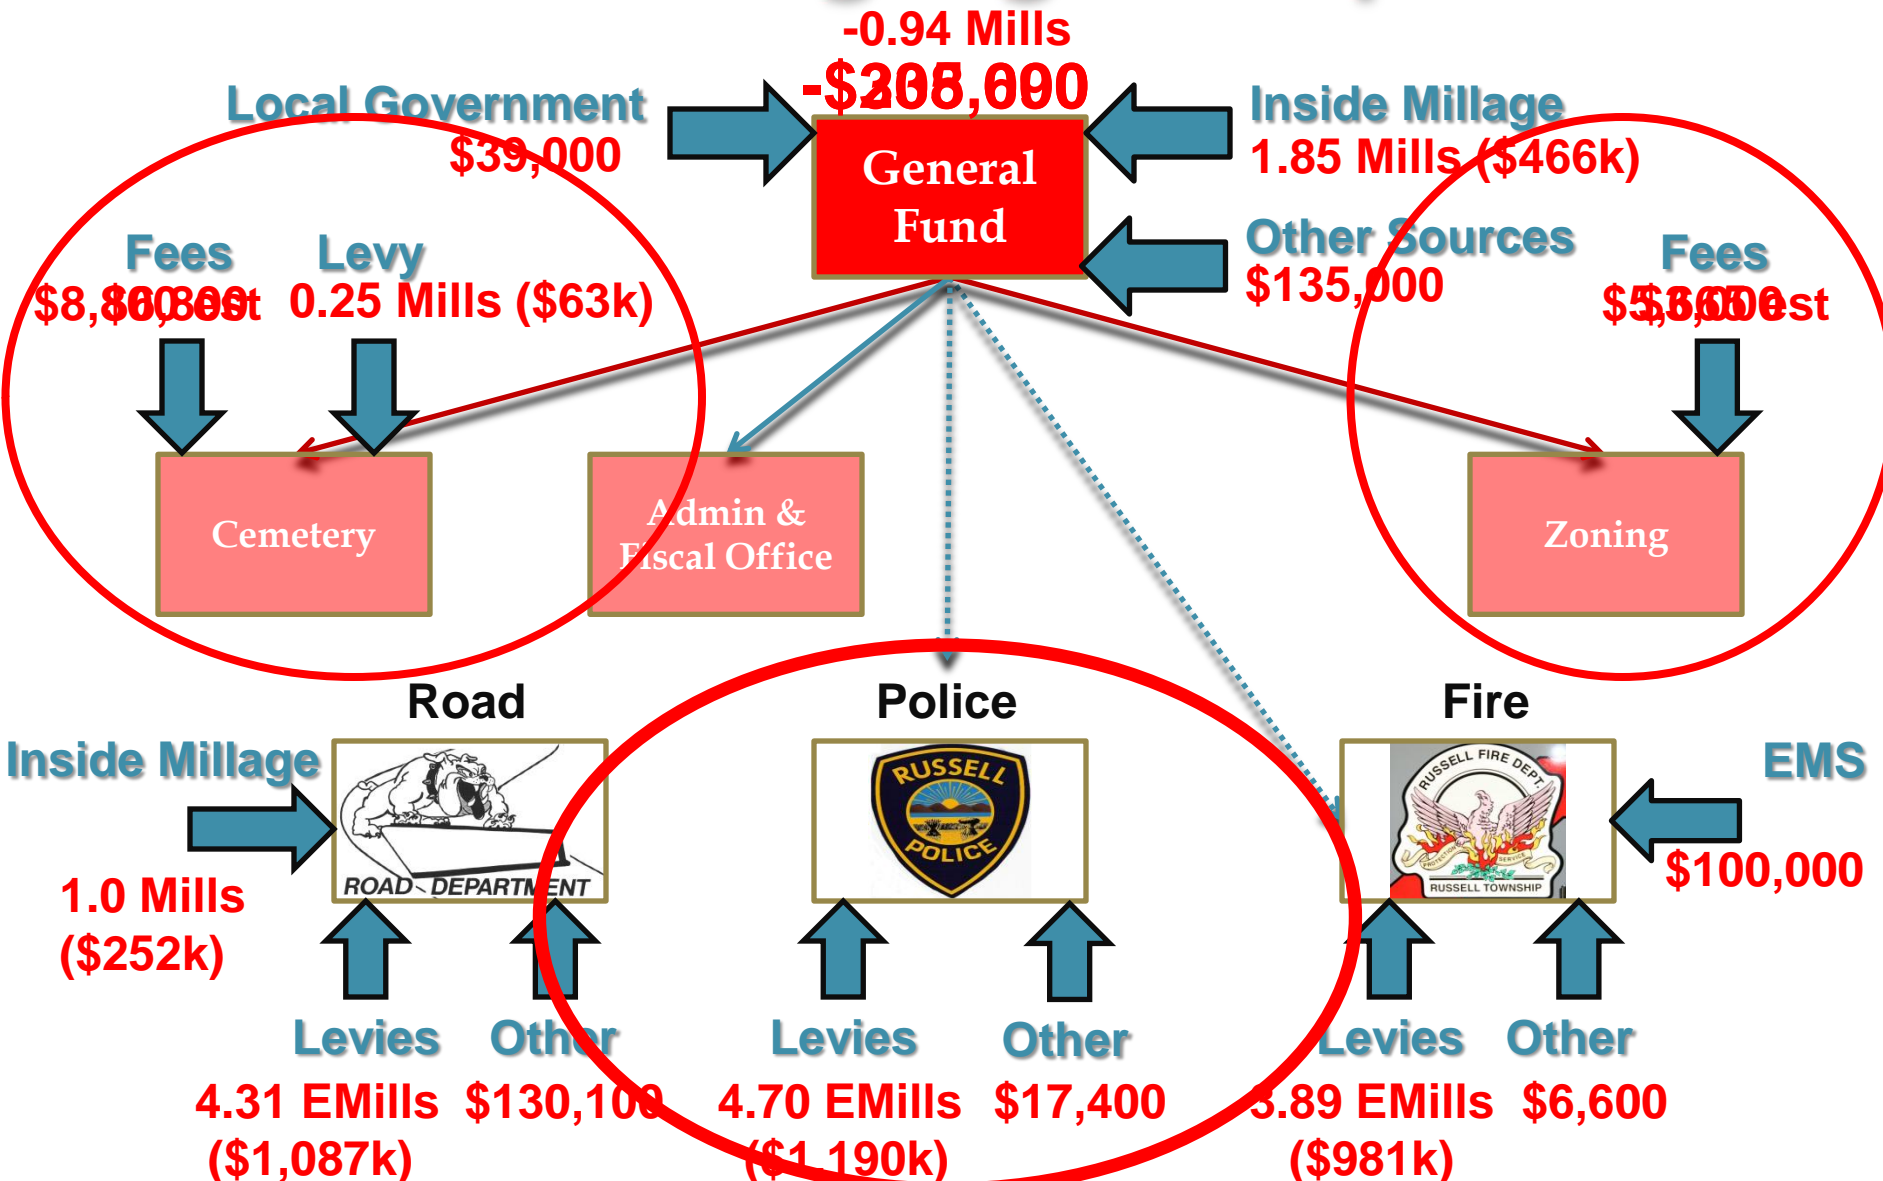 -0.94 Mills
Local Government
$39,000
Inside Millage
1.85 Mills ($466k)
General
Fund
Other Sources
$135,000
Fees
Levy
0.25 Mills ($63k)
Fees
Cemetery
Admin &
Fiscal Office
Zoning
Road
Police
Fire
Inside Millage
1.0 Mills
($252k)
ROAD DEPARTMENT
RUSSELL
POLICE
RUSSELL FIRE DEPT.
PROTECTION
SERVICE
RUSSELL TOWNSHIP
EMS
$100,000
Levies
Other
4.31 EMills
($1,087k)
$130,100
Levies
Other
4.70 EMills
($1,190k)
$17,400
Levies
Other
3.89 EMills
($981k)
$6,600